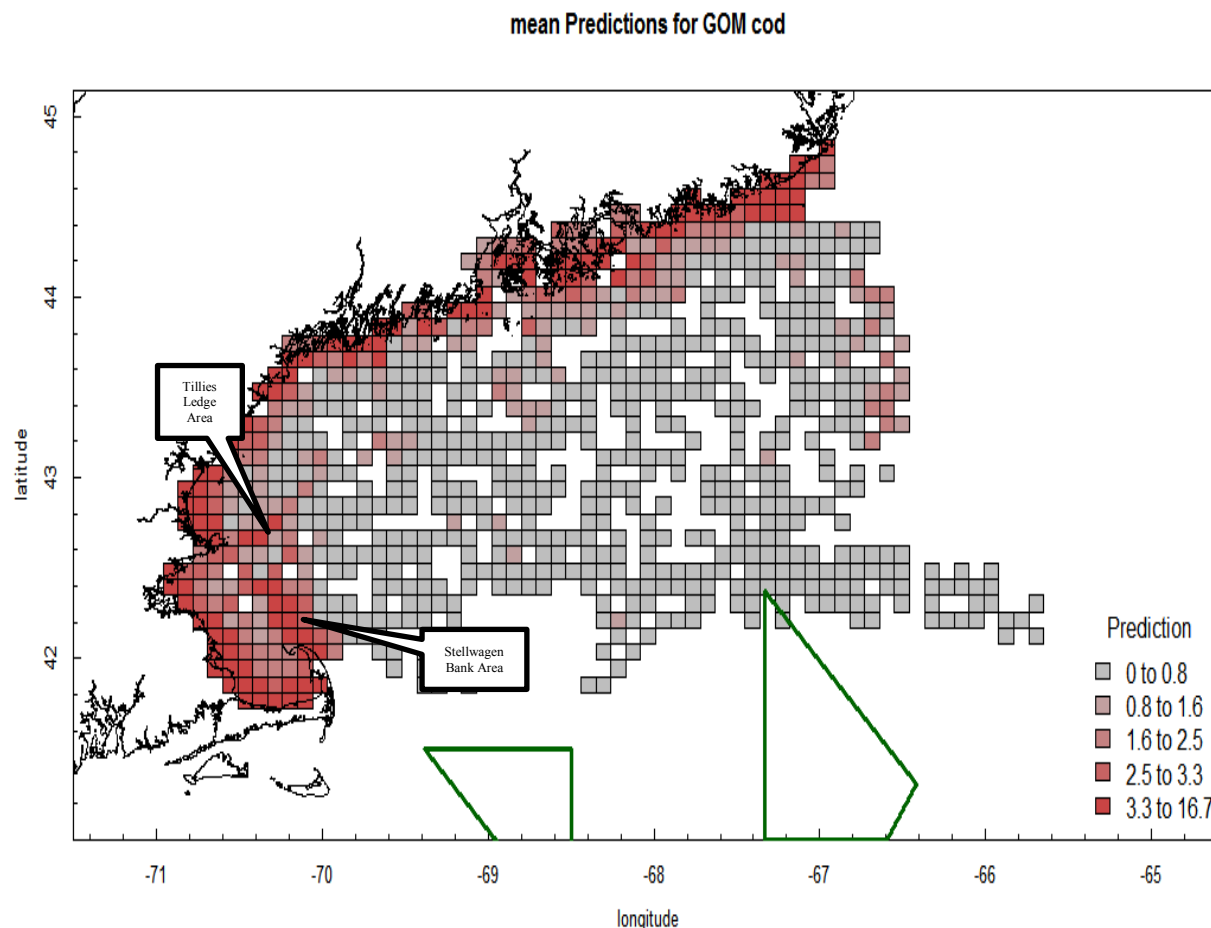 mean Predictions for GOM cod
45
44
43
42
latitude
Tillies
Ledge
Area
Stellwagen
Bank Area
Prediction
0 to 0.8
0.8 to 1.6
1.6 to 2.5
2.5 to 3.3
3.3 to 16.7
-71
-70
-69
-68
-67
-66
-65
longitude